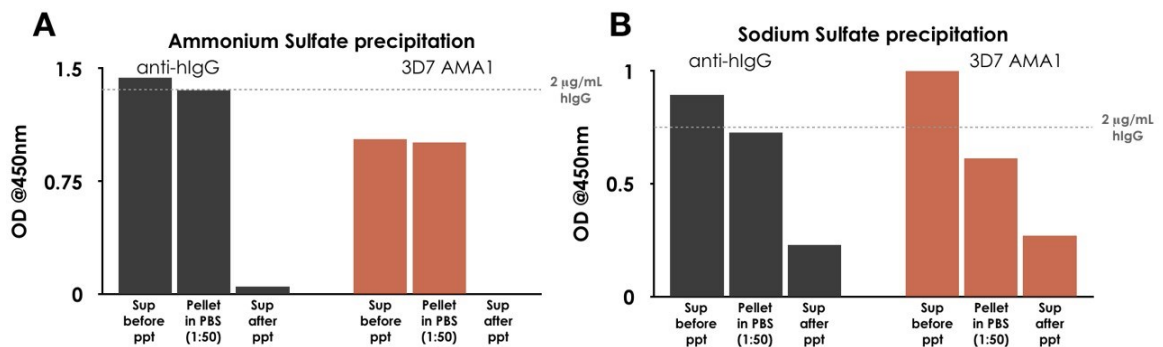 A
Ammonium Sulfate precipitation
anti-hIgG
3D7 AMA1
1.5
0.75
0
OD @450nm
2 μg/mL
hIgG
Sup
before
ppt
Pellet
in PBS
(1:50)
Sup
after
ppt
Sup
before
ppt
Pellet
in PBS
(1:50)
Sup
after
ppt
B
Sodium Sulfate precipitation
anti-hIgG
3D7 AMA1
1
0.5
0
OD @450nm
2 μg/mL
hIgG
Sup
before
ppt
Pellet
in PBS
(1:50)
Sup
after
ppt
Sup
before
ppt
Pellet
in PBS
(1:50)
Sup
after
ppt